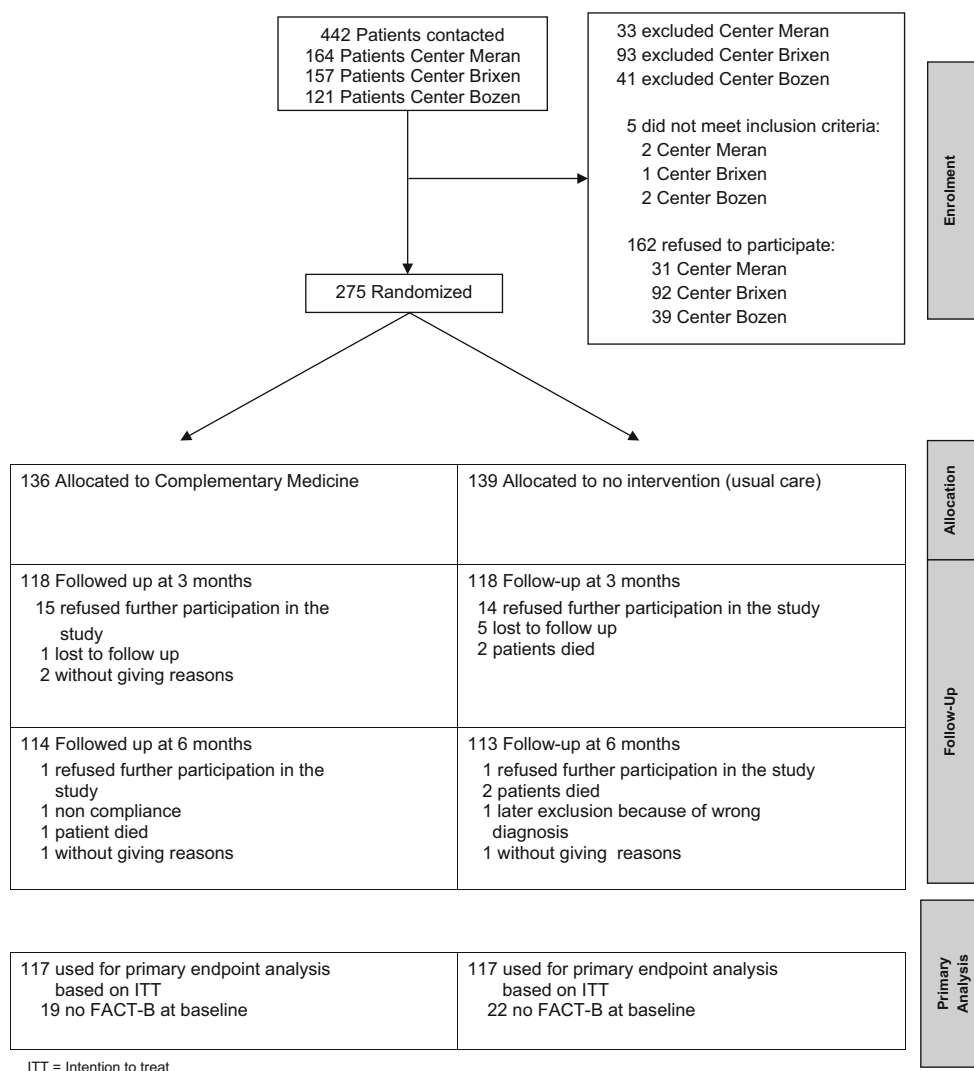 442 Patients contacted
164 Patients Center Meran
157 Patients Center Brixen
121 Patients Center Bozen
33 excluded Center Meran
93 excluded Center Brixen
41 excluded Center Bozen
5 did not meet inclusion criteria:
2 Center Meran
1 Center Brixen
2 Center Bozen
162 refused to participate:
31 Center Meran
92 Center Brixen
39 Center Bozen
Enrolment
275 Randomized
136 Allocated to Complementary Medicine
139 Allocated to no intervention (usual care)
Allocation
118 Followed up at 3 months
15 refused further participation in the
study
1 lost to follow up
2 without giving reasons
118 Follow-up at 3 months
14 refused further participation in the study
5 lost to follow up
2 patients died
Follow-Up
114 Followed up at 6 months
1 refused further participation in the
study
1 non compliance
1 patient died
1 without giving reasons
113 Follow-up at 6 months
1 refused further participation in the study
2 patients died
1 later exclusion because of wrong
diagnosis
1 without giving reasons
117 used for primary endpoint analysis
based on ITT
19 no FACT-B at baseline
117 used for primary endpoint analysis
based on ITT
22 no FACT-B at baseline
Primary
Analysis
ITT = Intention to treat